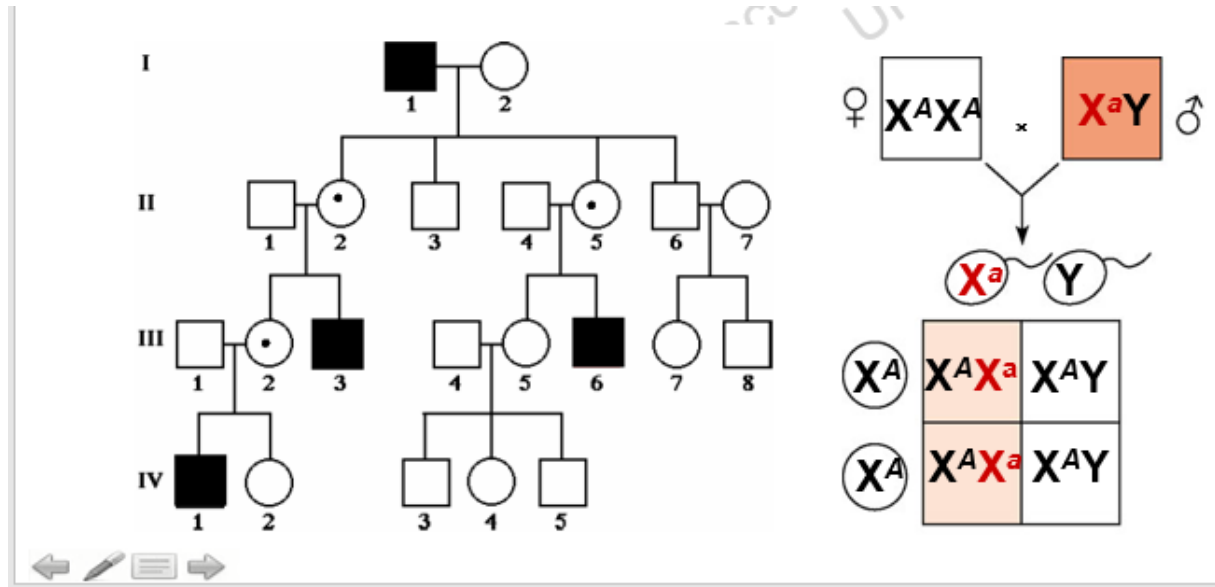 I
1 2
II
1 2 3 4 5 6 7
III
1 2 3 4 5 6 7 8
IV
1 2 3 4 5
♀ XᴬXᴬ × XᵃY ♂
Xᵃ Y
Xᴬ XᴬXᵃ XᴬY
Xᴬ XᴬXᵃ XᴬY